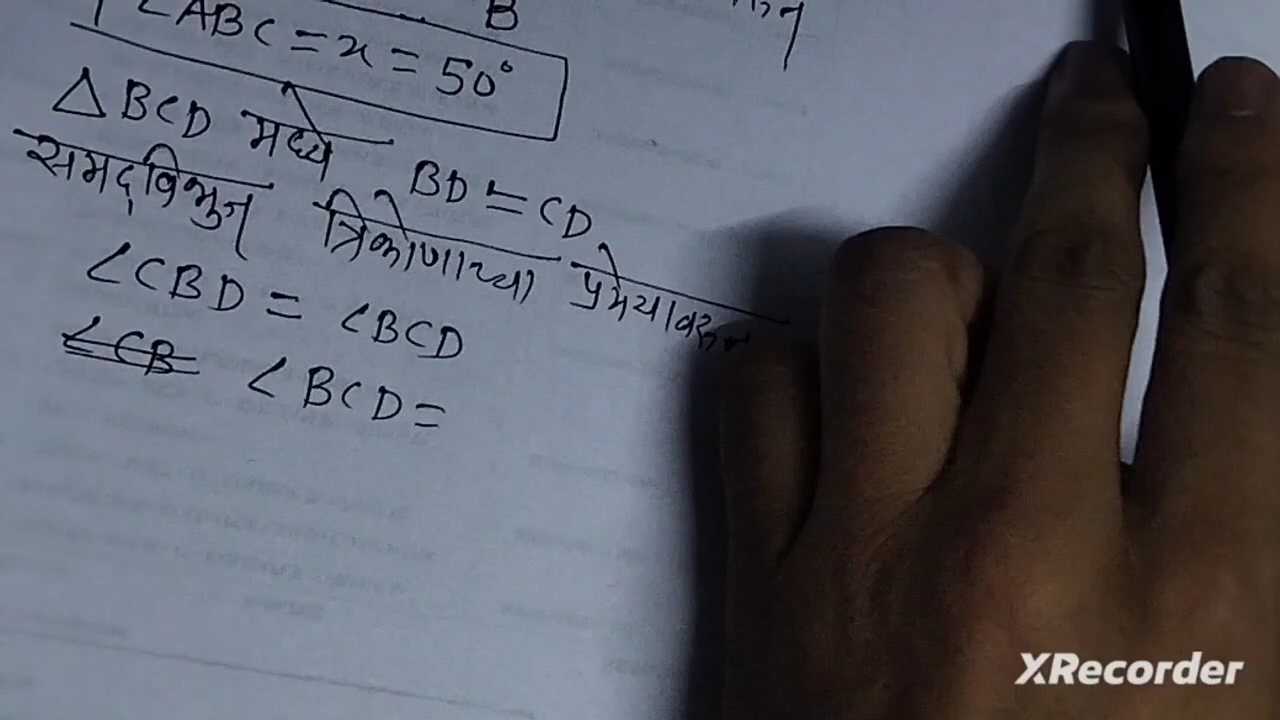 ∠ABC = x = 50°
B
△BCD मध्ये BD ≅ CD
समद्विभुज त्रिकोणाच्या प्रमेयावरून
∠CBD = ∠BCD
∠CB ∠BCD =
XRecorder